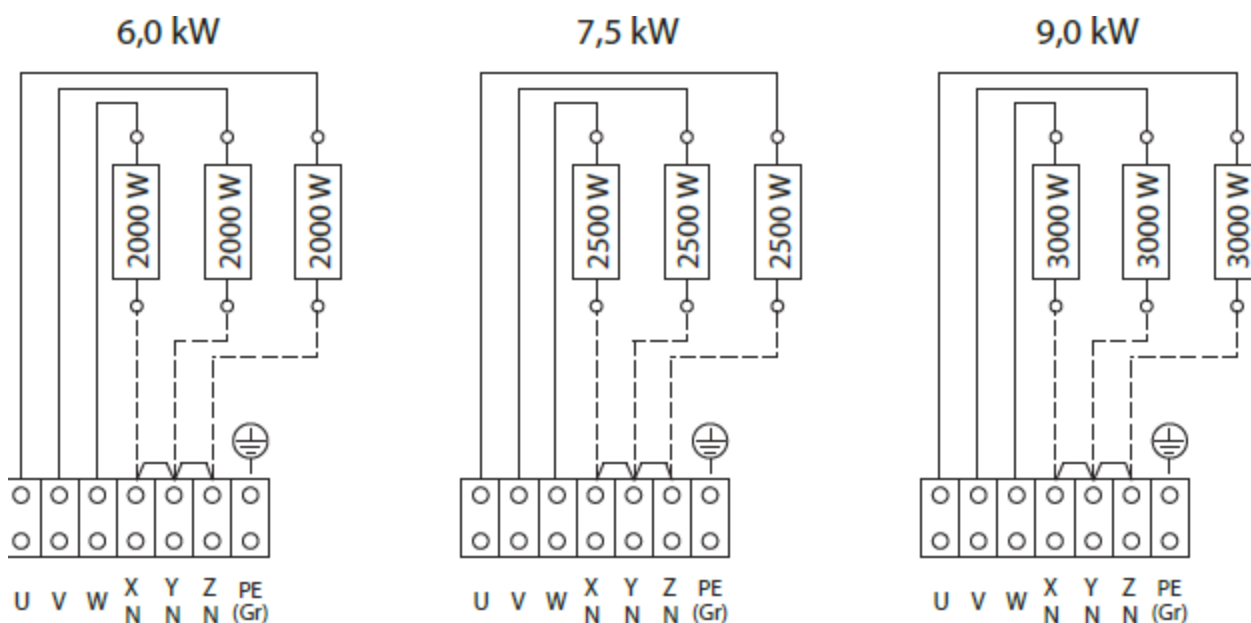 6,0 kW
2000 W
2000 W
2000 W
U V W X N Y N Z N PE (Gr)
7,5 kW
2500 W
2500 W
2500 W
U V W X N Y N Z N PE (Gr)
9,0 kW
3000 W
3000 W
3000 W
U V W X N Y N Z N PE (Gr)